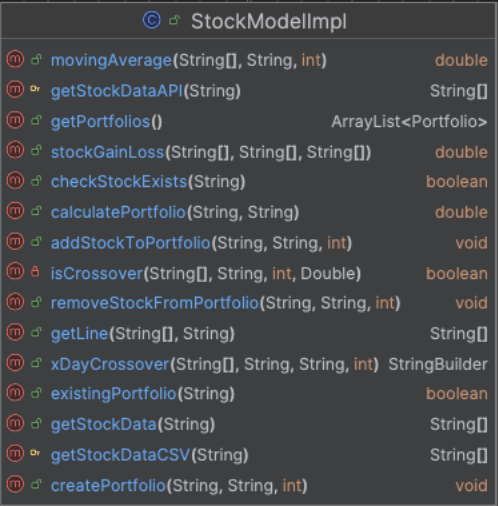 StockModelImpl
movingAverage(String[], String, int) double
getStockDataAPI(String) String[]
getPortfolios() ArrayList<Portfolio>
stockGainLoss(String[], String[], String[]) double
checkStockExists(String) boolean
calculatePortfolio(String, String) double
addStockToPortfolio(String, String, int) void
isCrossover(String[], String, int, Double) boolean
removeStockFromPortfolio(String, String, int) void
getLine(String[], String) String[]
xDayCrossover(String[], String, String, int) StringBuilder
existingPortfolio(String) boolean
getStockData(String) String[]
getStockDataCSV(String) String[]
createPortfolio(String, String, int) void